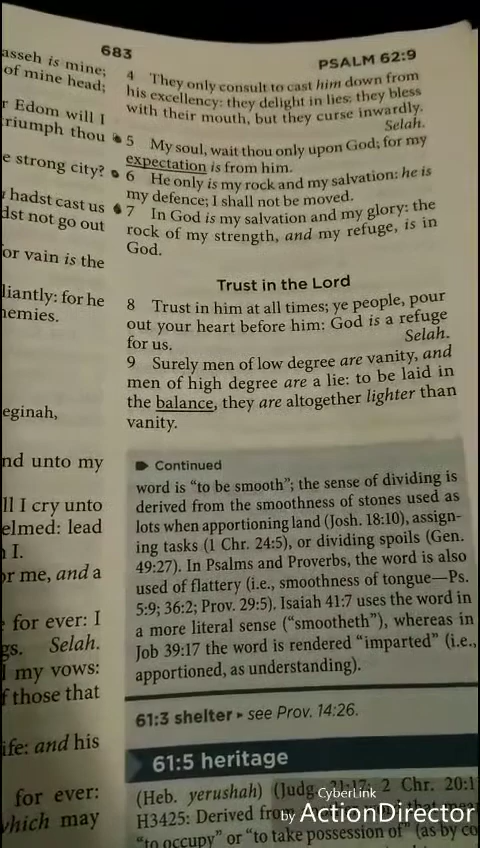 683
PSALM 62:9
asseh is mine;
of mine head;
r Edom will I
riumph thou
e strong city?
hadst cast us
dst not go out
or vain is the
liantly: for he
nemies.
eginah,
nd unto my
ll I cry unto
elmed: lead
I.
or me, and a
for ever: I
gs. Selah.
my vows:
f those that
ife: and his
for ever:
which may
4 They only consult to cast him down from
his excellency: they delight in lies: they bless
with their mouth, but they curse inwardly.
Selah.
5 My soul, wait thou only upon God; for my
expectation is from him.
6 He only is my rock and my salvation: he is
my defence; I shall not be moved.
7 In God is my salvation and my glory: the
rock of my strength, and my refuge, is in
God.
Trust in the Lord
8 Trust in him at all times; ye people, pour
out your heart before him: God is a refuge
for us. Selah.
9 Surely men of low degree are vanity, and
men of high degree are a lie: to be laid in
the balance, they are altogether lighter than
vanity.
Continued
word is “to be smooth”; the sense of dividing is
derived from the smoothness of stones used as
lots when apportioning land (Josh. 18:10), assign-
ing tasks (1 Chr. 24:5), or dividing spoils (Gen.
49:27). In Psalms and Proverbs, the word is also
used of flattery (i.e., smoothness of tongue—Ps.
5:9; 36:2; Prov. 29:5). Isaiah 41:7 uses the word in
a more literal sense (“smootheth”), whereas in
Job 39:17 the word is rendered “imparted” (i.e.,
apportioned, as understanding).
61:3 shelter ▸ see Prov. 14:26.
61:5 heritage
(Heb. yerushah) (Judg. 21:17; 2 Chr. 20:1
H3425: Derived from
“to occupy” or “to take possession of” (as by co
CyberLink
by ActionDirector